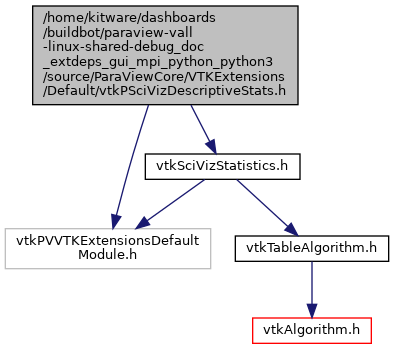 /home/kitware/dashboards
/buildbot/paraview-vall
-linux-shared-debug_doc
_extdeps_gui_mpi_python_python3
/source/ParaViewCore/VTKExtensions
/Default/vtkPSciVizDescriptiveStats.h
vtkSciVizStatistics.h
vtkPVVTKExtensionsDefault
Module.h
vtkTableAlgorithm.h
vtkAlgorithm.h